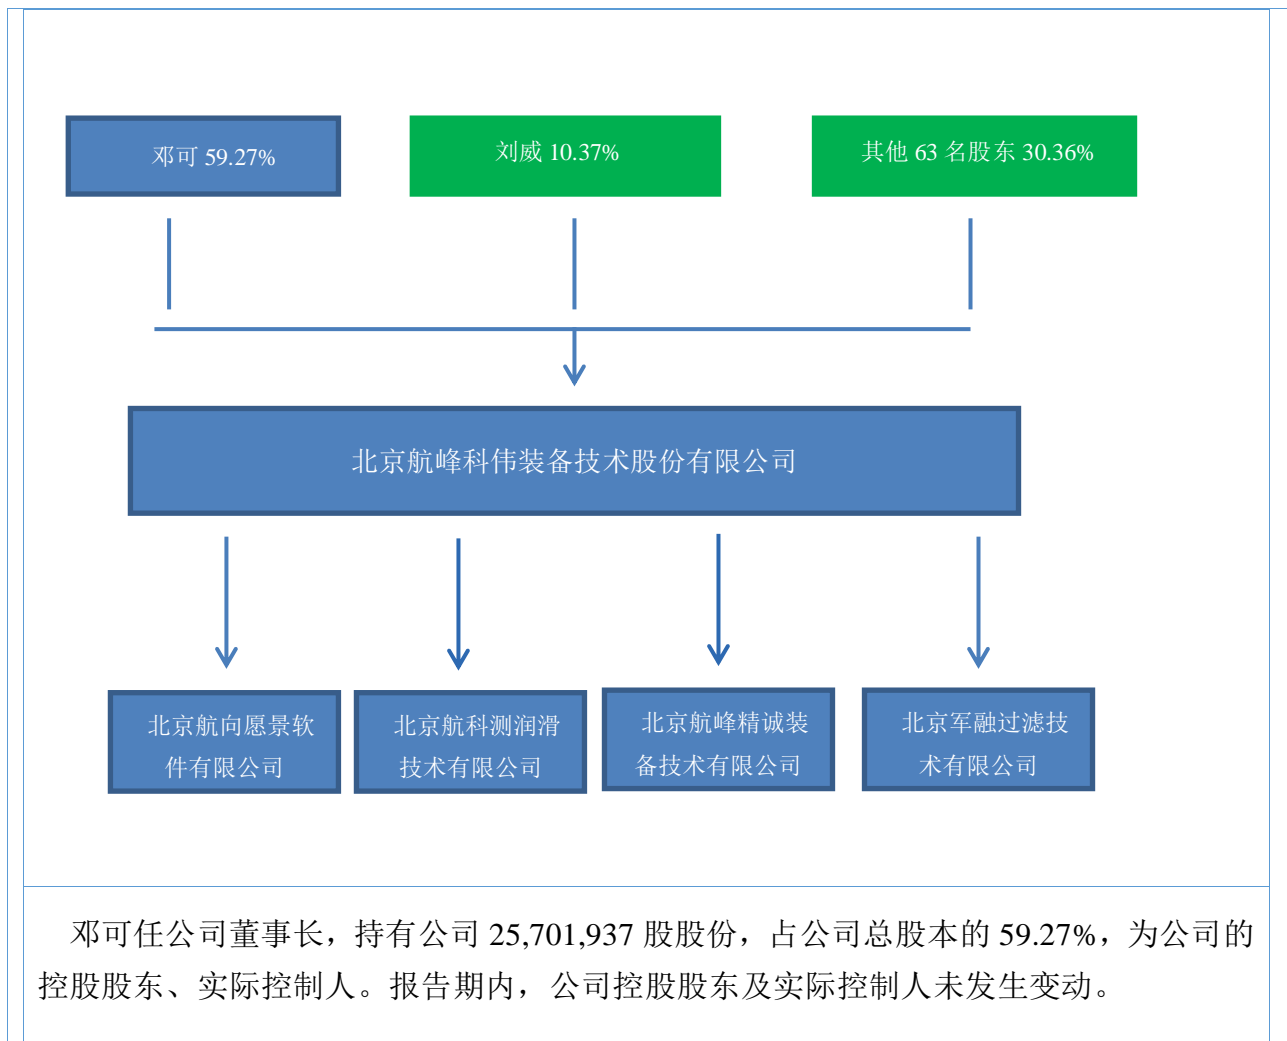 邓可 59.27%
刘威 10.37%
其他 63 名股东 30.36%
北京航峰科伟装备技术股份有限公司
北京航向愿景软
件有限公司
北京航科测润滑
技术有限公司
北京航峰精诚装
备技术有限公司
北京军融过滤技
术有限公司
邓可任公司董事长，持有公司 25,701,937 股股份，占公司总股本的 59.27%，为公司的
控股股东、实际控制人。报告期内，公司控股股东及实际控制人未发生变动。